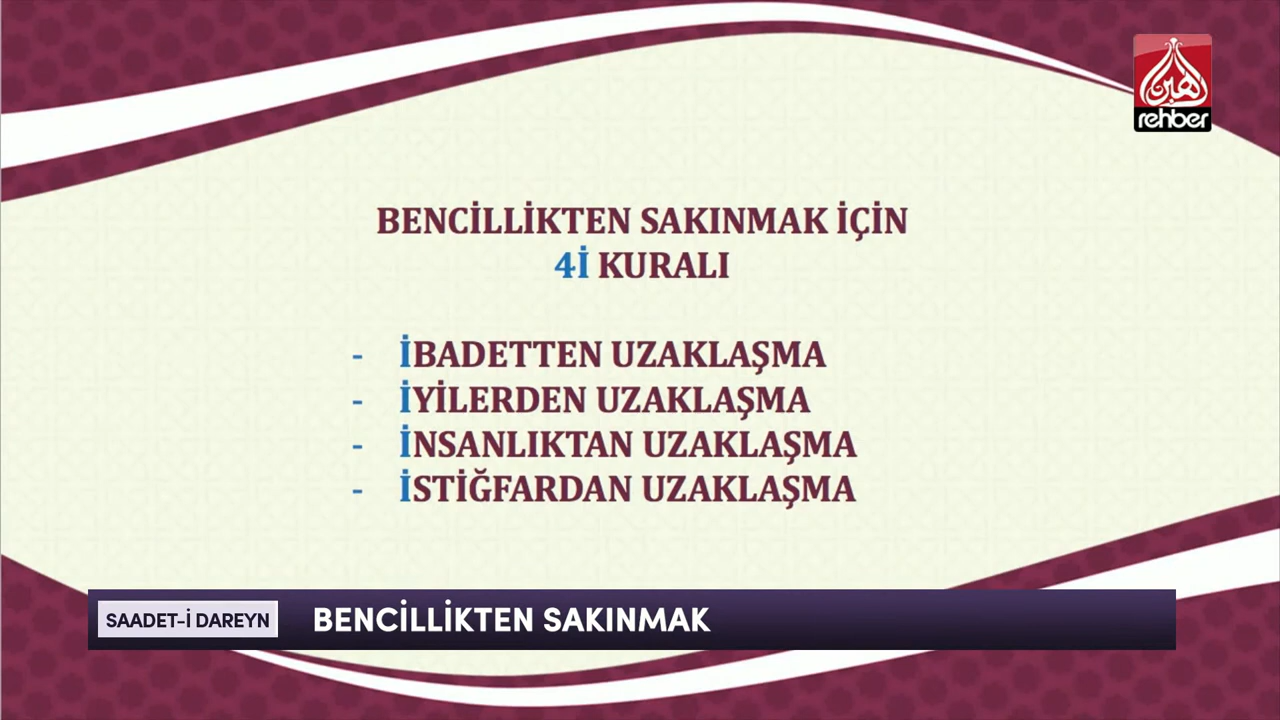 رهبر
rehber
BENCİLLİKTEN SAKINMAK İÇİN
4İ KURALI
- İBADETTEN UZAKLAŞMA
- İYİLERDEN UZAKLAŞMA
- İNSANLIKTAN UZAKLAŞMA
- İSTİĞFARDAN UZAKLAŞMA
SAADET-İ DAREYN
BENCİLLİKTEN SAKINMAK